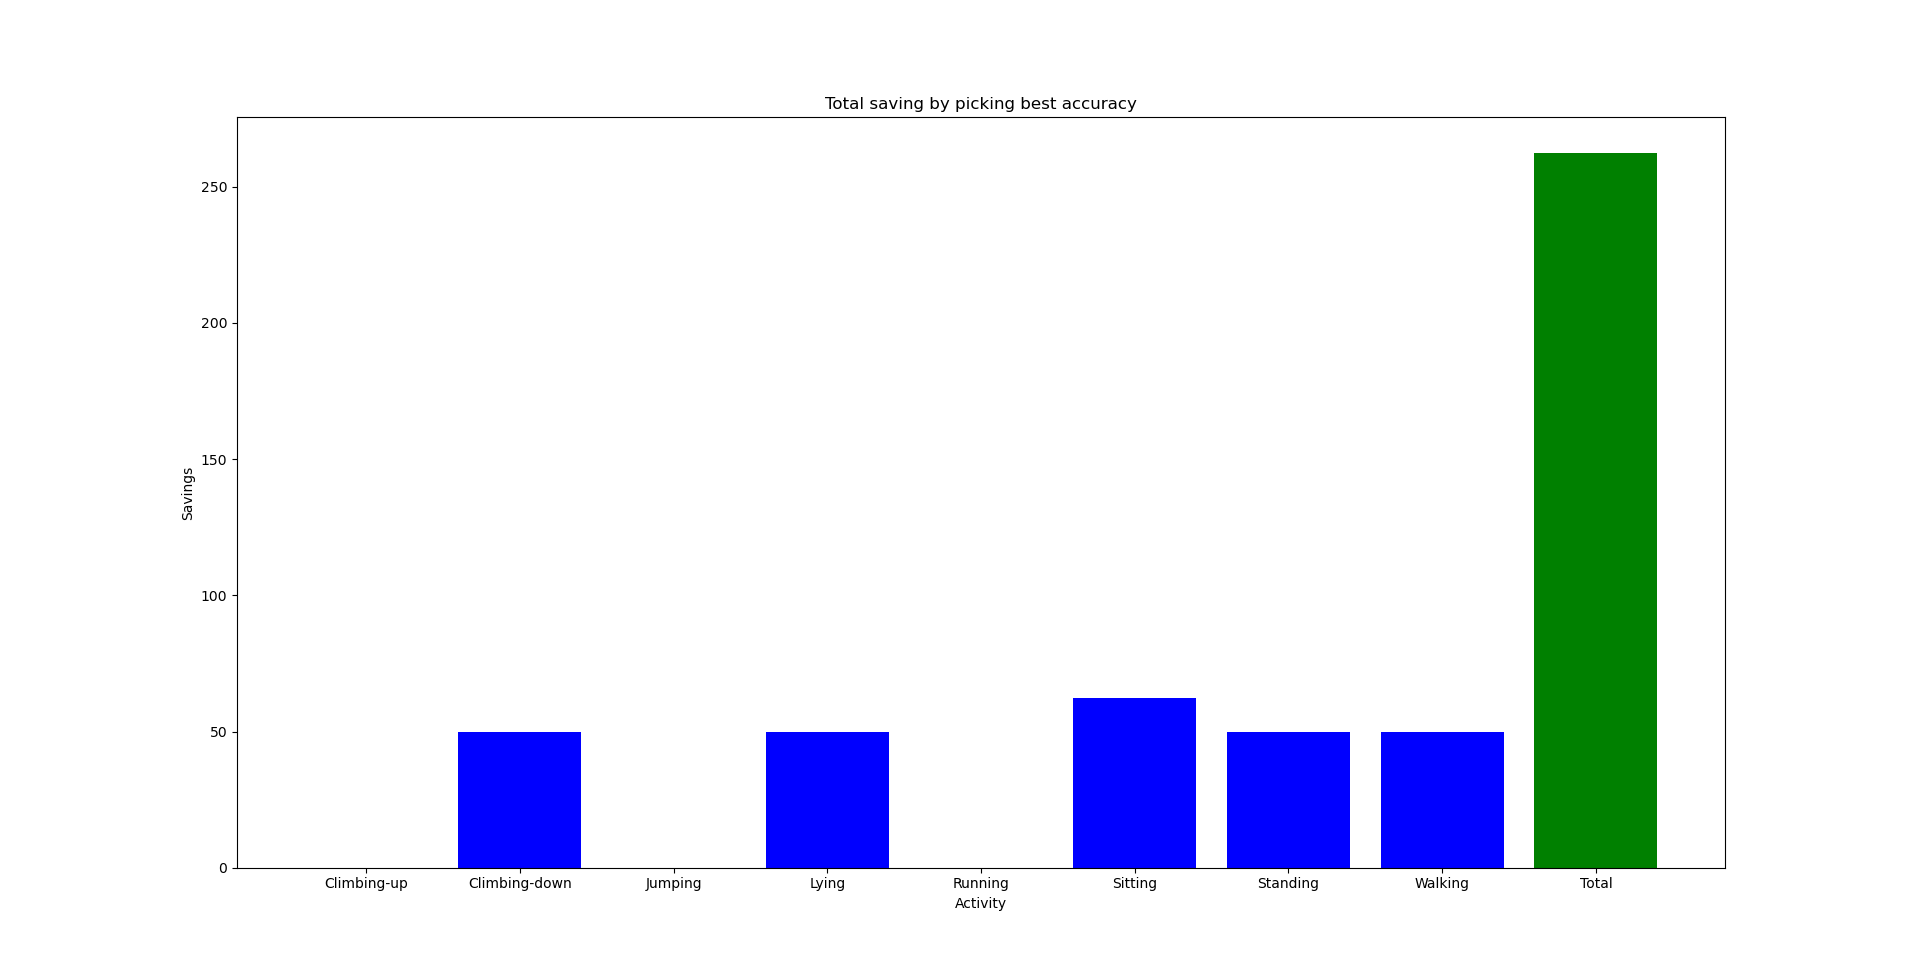 Total saving by picking best accuracy
Savings
250
200
150
100
50
0
Climbing-up Climbing-down Jumping Lying Running Sitting Standing Walking Total
Activity